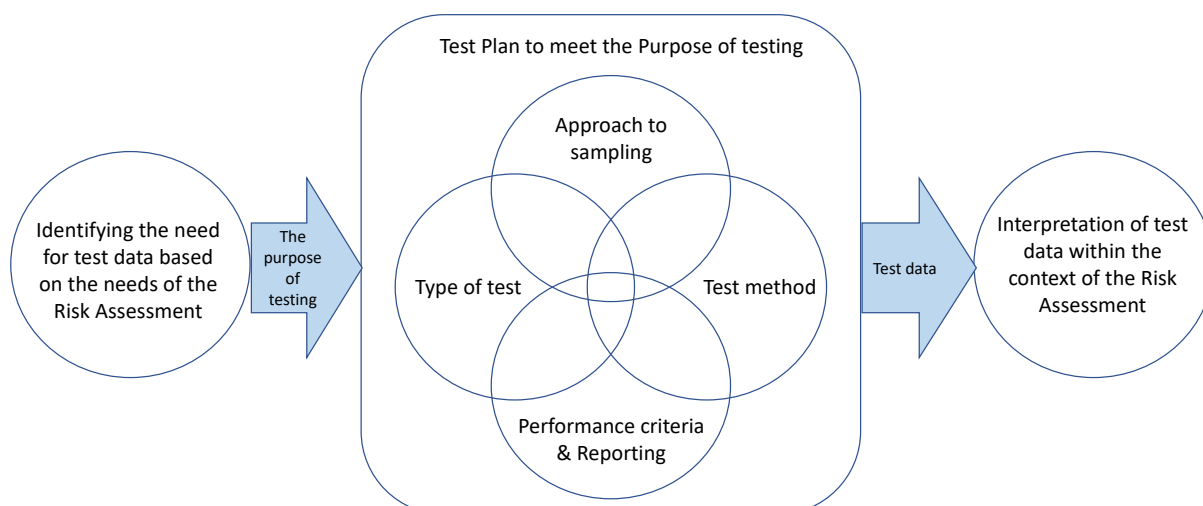 Test Plan to meet the Purpose of testing
Approach to
sampling
Identifying the need
for test data based
on the needs of the
Risk Assessment
The
purpose
of
testing
Type of test
Test method
Test data
Interpretation of test
data within the
context of the Risk
Assessment
Performance criteria
& Reporting